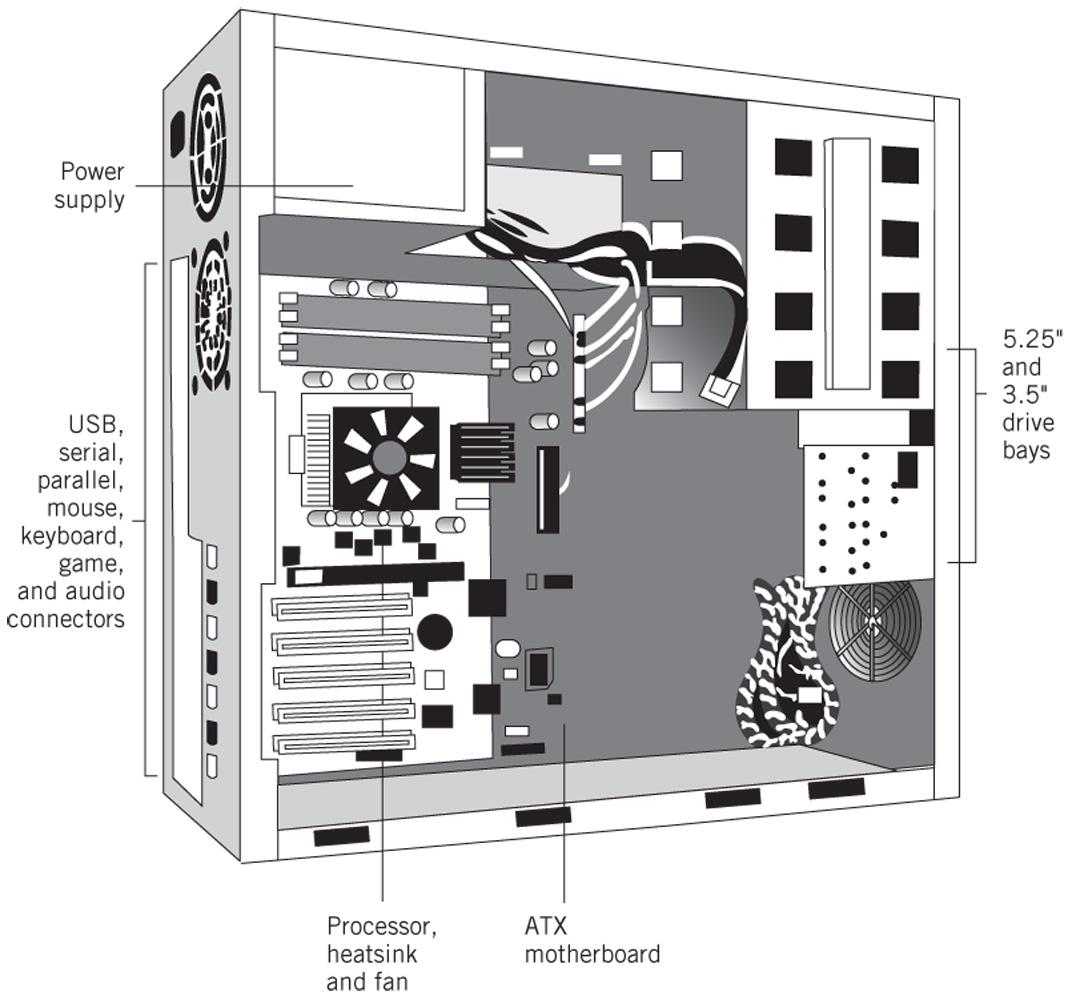 Power
supply
USB,
serial,
parallel,
mouse,
keyboard,
game,
and audio
connectors
5.25"
and
3.5"
drive
bays
Processor,
heatsink
and fan
ATX
motherboard